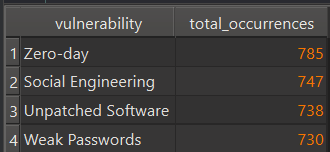 vulnerability total_occurrences
1 Zero-day 785
2 Social Engineering 747
3 Unpatched Software 738
4 Weak Passwords 730